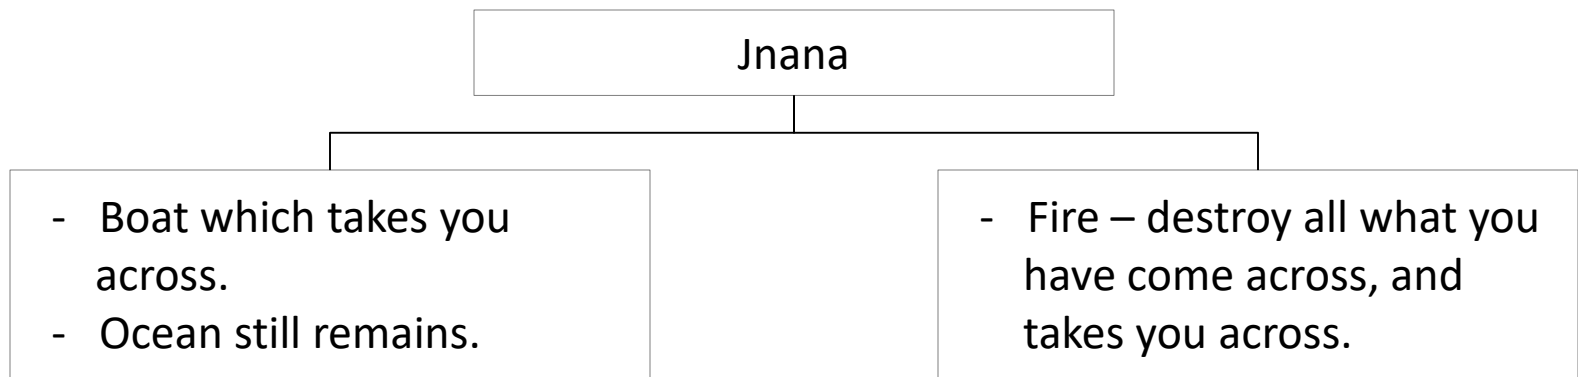 Jnana
- Boat which takes you
across.
- Ocean still remains.
- Fire – destroy all what you
have come across, and
takes you across.